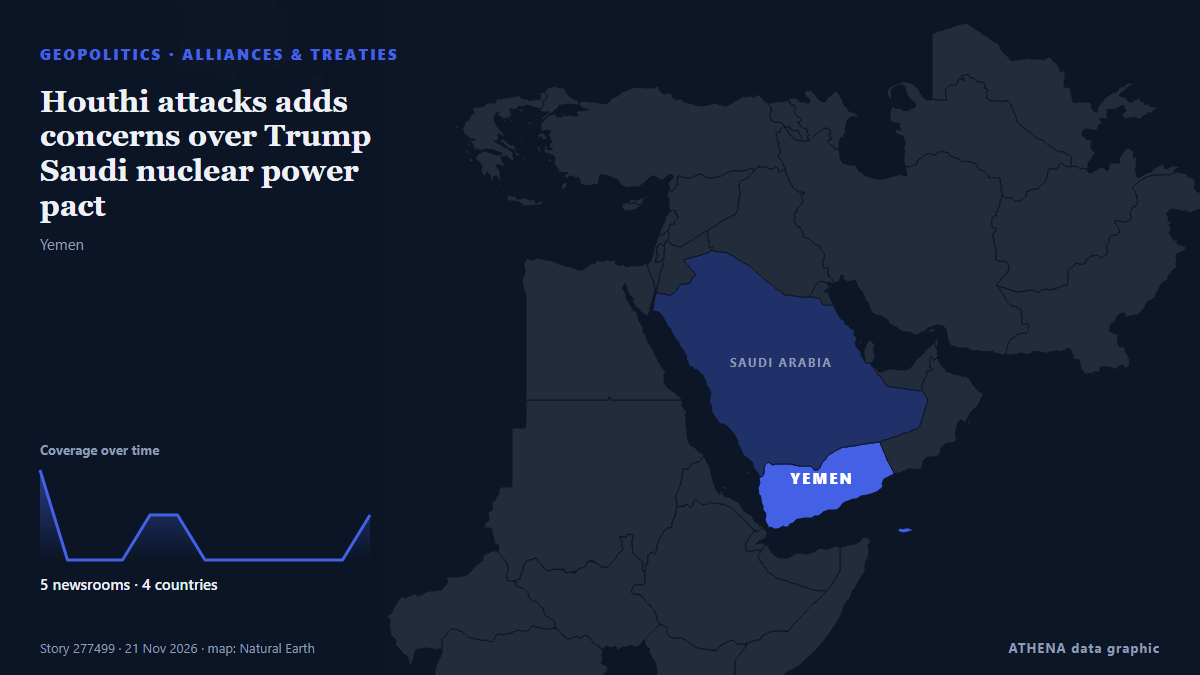 GEOPOLITICS · ALLIANCES & TREATIES
Houthi attacks adds
concerns over Trump
Saudi nuclear power
pact
Yemen
SAUDI ARABIA
YEMEN
Coverage over time
5 newsrooms · 4 countries
Story 277499 · 21 Nov 2026 · map: Natural Earth
ATHENA data graphic